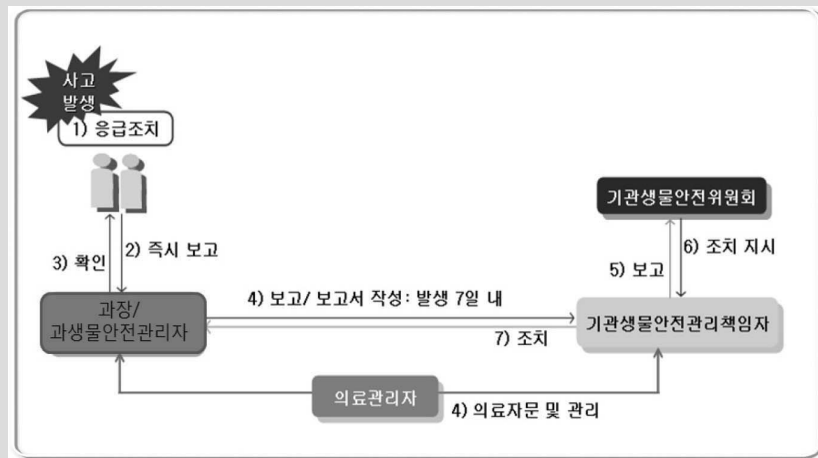 사고
발생
1) 응급조치
기관생물안전위원회
3) 확인
2) 즉시 보고
6) 조치 지시
5) 보고
과장/
과생물안전관리자
4) 보고/ 보고서 작성: 발생 7일 내
7) 조치
기관생물안전관리책임자
의료관리자
4) 의료자문 및 관리